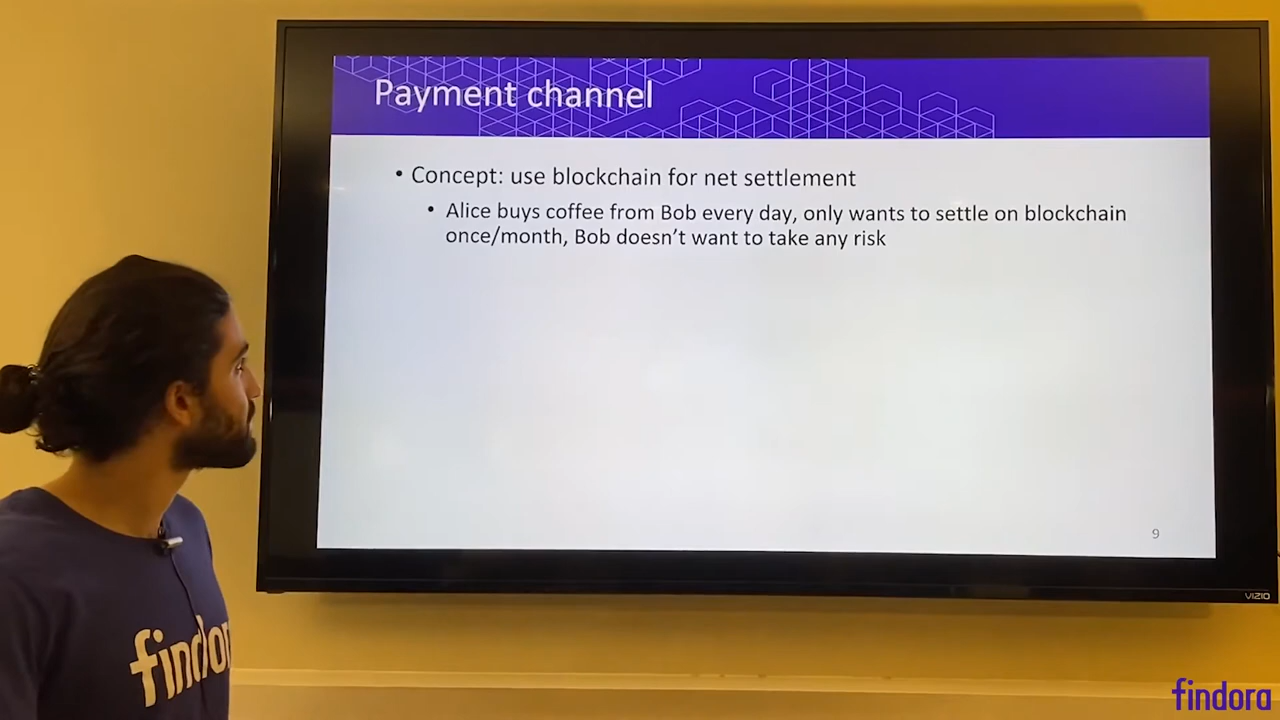 Payment channel
• Concept: use blockchain for net settlement
• Alice buys coffee from Bob every day, only wants to settle on blockchain
once/month, Bob doesn't want to take any risk
9
VIZIO
findora
findora